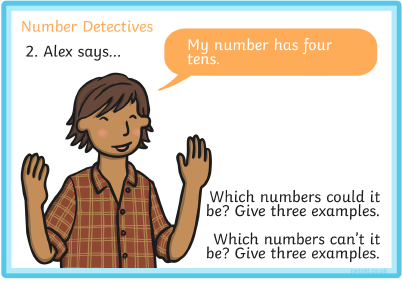 Number Detectives
2. Alex says...
My number has four
tens.
Which numbers could it
be? Give three examples.
Which numbers can't it
be? Give three examples.